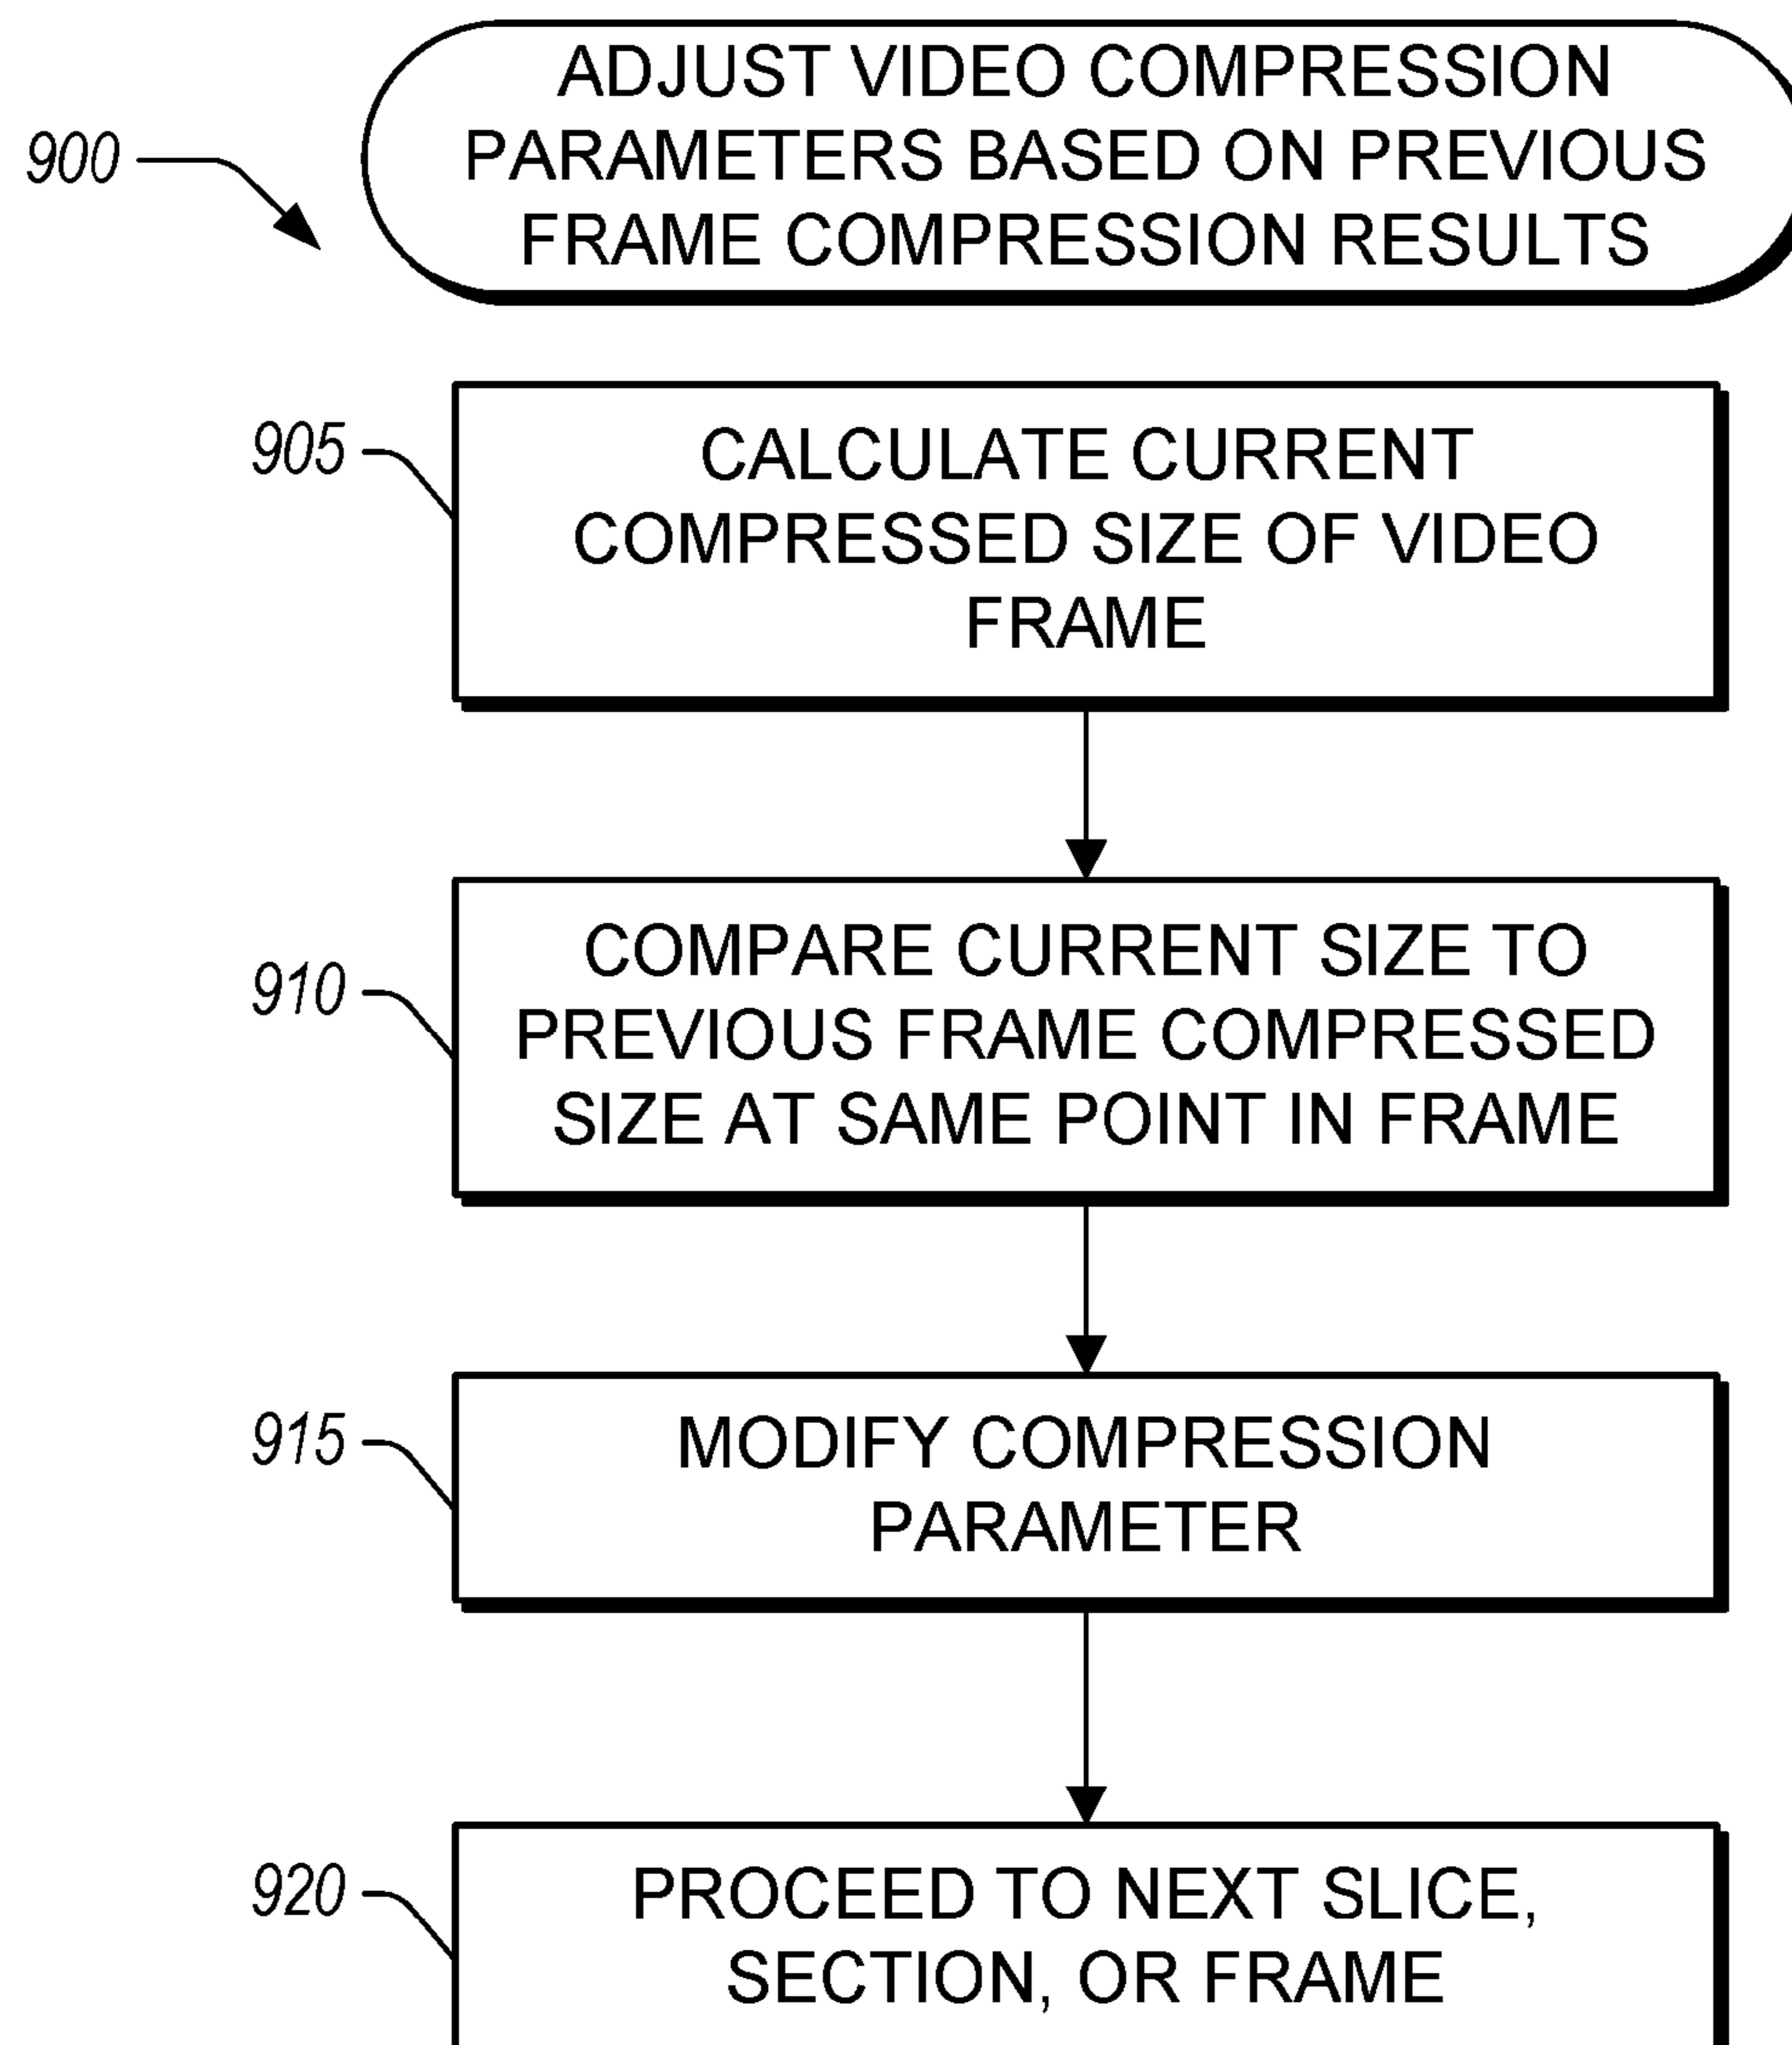 900
ADJUST VIDEO COMPRESSION
PARAMETERS BASED ON PREVIOUS
FRAME COMPRESSION RESULTS
905
CALCULATE CURRENT
COMPRESSED SIZE OF VIDEO
FRAME
910
COMPARE CURRENT SIZE TO
PREVIOUS FRAME COMPRESSED
SIZE AT SAME POINT IN FRAME
915
MODIFY COMPRESSION
PARAMETER
920
PROCEED TO NEXT SLICE,
SECTION, OR FRAME